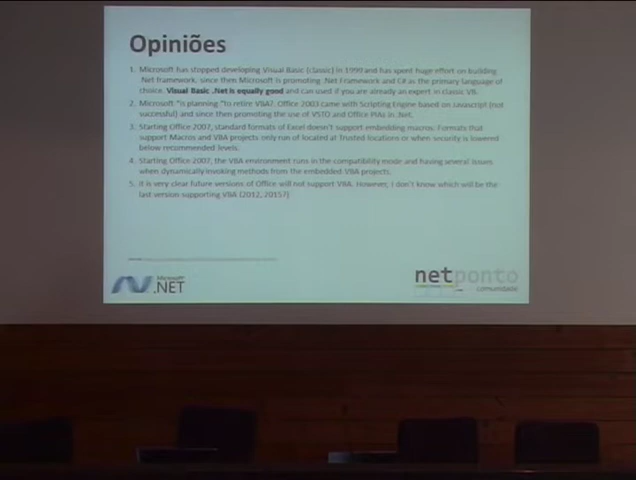 Opiniões
1. Microsoft has stopped developing Visual Basic (classic) in 1999 and has spent huge effort on building
.Net framework, since then Microsoft is promoting .Net Framework and C# as the primary language of
choice. Visual Basic .Net is equally good and can used if you are already an expert in classic VB.
2. Microsoft "is planning "to retire VBA?. Office 2003 came with Scripting Engine based on Javascript (not
successful) and since then promoting the use of VSTO and Office PIAs in .Net.
3. Starting Office 2007, standard formats of Excel doesn't support embedding macros. Formats that
support Macros and VBA projects only run of located at Trusted locations or when security is lowered
below recommended levels.
4. Starting Office 2007, the VBA environment runs in the compatibility mode and having several issues
when dynamically invoking methods from the embedded VBA projects.
5. It is very clear future versions of Office will not support VBA. However, I don't know which will be the
last version supporting VBA (2012, 2015?)
Microsoft
.NET
netponto
comunidade